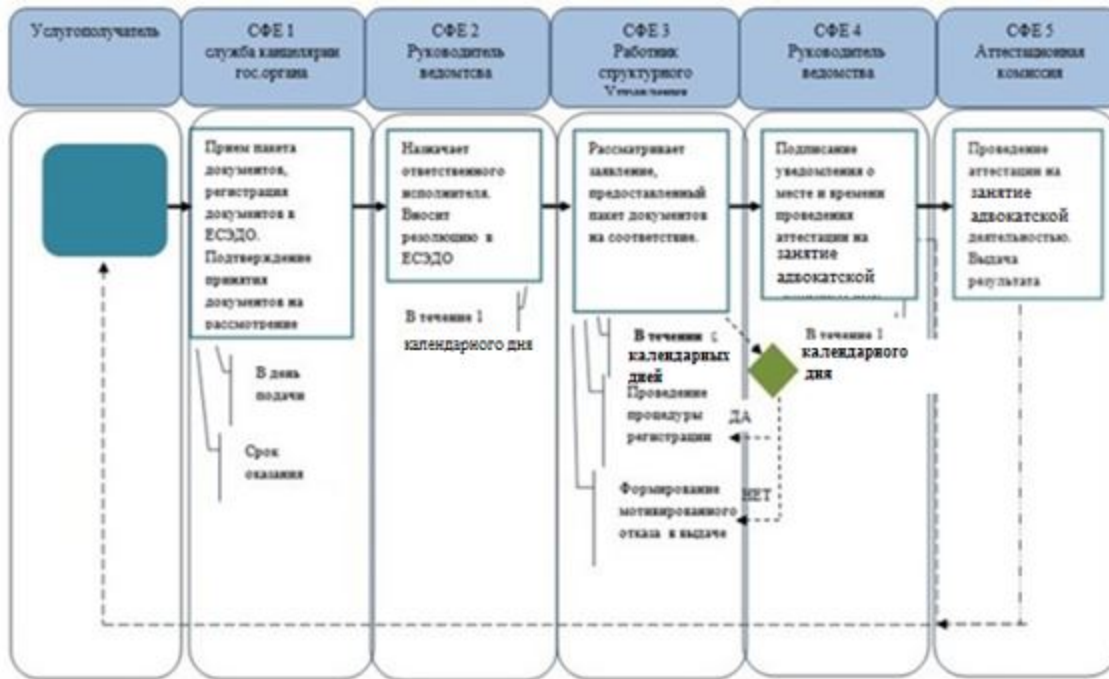 Услугополучатель
СФЕ 1
служба канцелярии
гос.органа
СФЕ 2
Руководитель
ведомтсва
СФЕ 3
Работник
структурного
Управления
СФЕ 4
Руководитель
ведомства
СФЕ 5
Аттестационная
комиссия
Прием пакета
документов,
регистрация
документов в
ЕСЭДО.
Подтверждение
принятия
документов на
рассмотрение
Назначает
ответственного
исполнителя.
Вносит
резолюцию в
ЕСЭДО
Рассматривает
заявление,
предоставленный
пакет документов
на соответствие.
Подписание
уведомления о
месте и времени
проведения
аттестации на
занятие
адвокатской
Проведение
аттестации на
занятие
адвокатской
деятельностью.
Выдача
результата
В день
подачи
Срок
оказания
В течение 1
календарного дня
В течении
календарных
дней
Проведение
процедуры
регистрации
Формирование
мотивированного
отказа в выдаче
ДА
НЕТ
В течение 1
календарного
дня